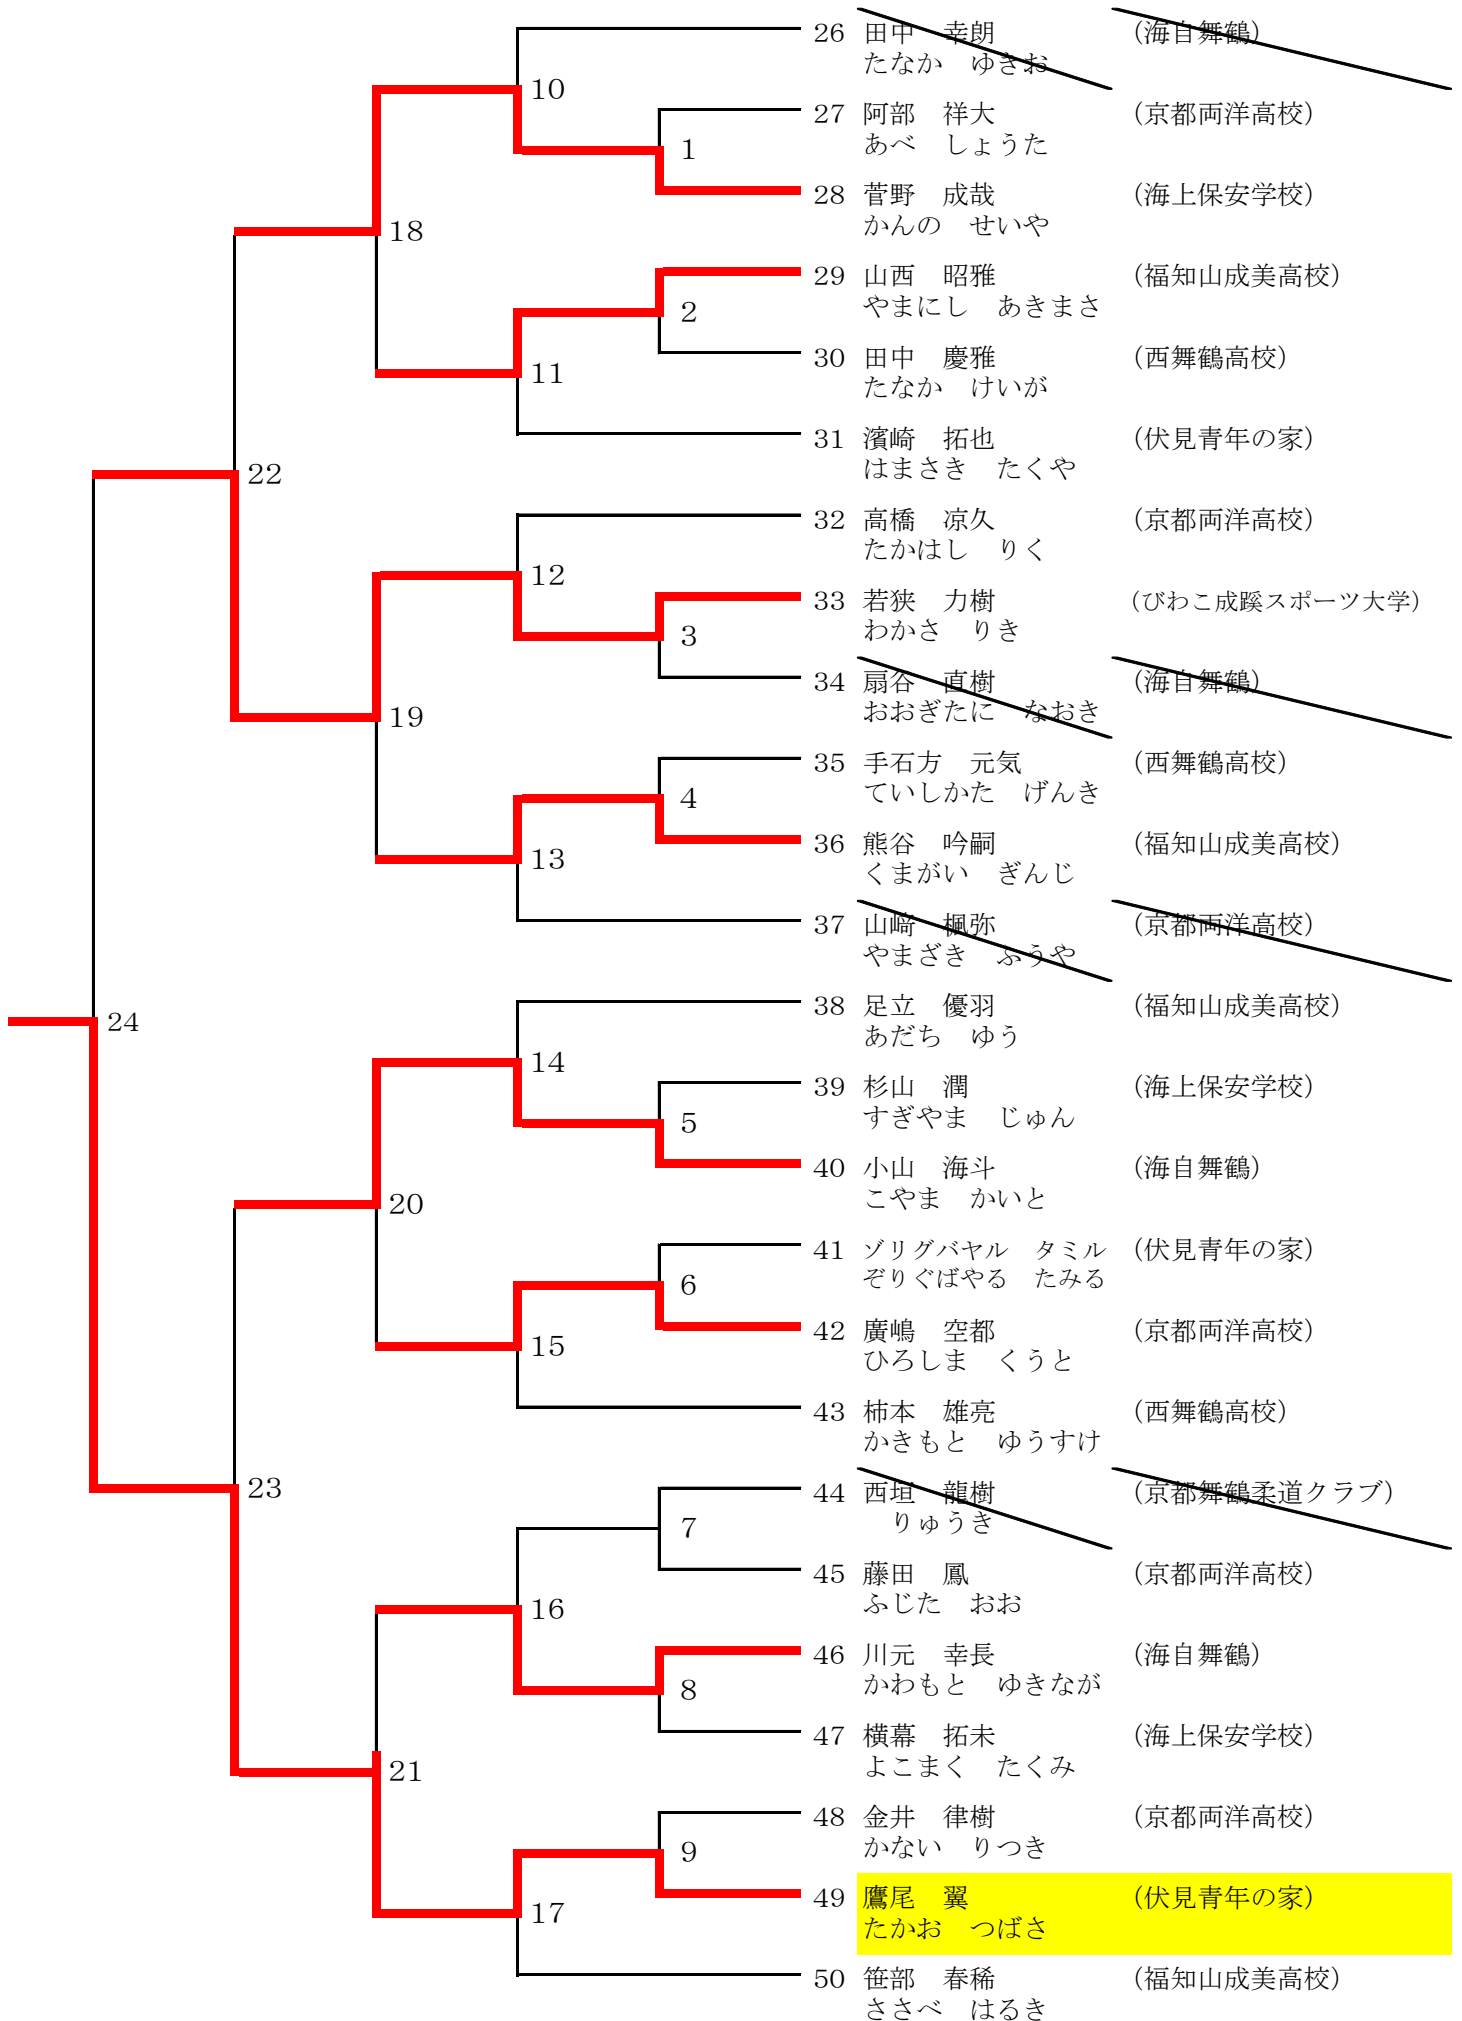 26 田中　幸朗 （海自舞鶴）
たなか　ゆきお
10
27 阿部　祥大 （京都両洋高校）
1
あべ　しょうた
28 菅野　成哉 （海上保安学校）
かんの　せいや
18
29 山西　昭雅 （福知山成美高校）
やまにし　あきまさ
2
30 田中　慶雅 （西舞鶴高校）
たなか　けいが
11
31 濱崎　拓也 （伏見青年の家）
はまさき　たくや
22
32 高橋　凉久 （京都両洋高校）
たかはし　りく
12
33 若狭　力樹 （びわこ成蹊スポーツ大学）
わかさ　りき
3
34 扇谷　直樹 （海自舞鶴）
おおぎたに　なおき
19
35 手石方　元気 （西舞鶴高校）
ていしかた　げんき
4
36 熊谷　吟嗣 （福知山成美高校）
くまがい　ぎんじ
13
37 山﨑　楓弥 （京都両洋高校）
やまざき　ふうや
38 足立　優羽 （福知山成美高校）
あだち　ゆう
24
14
39 杉山　潤 （海上保安学校）
すぎやま　じゅん
5
40 小山　海斗 （海自舞鶴）
こやま　かいと
20
41 ゾリグバヤル　タミル （伏見青年の家）
ぞりぐばやる　たみる
6
42 廣嶋　空都 （京都両洋高校）
ひろしま　くうと
15
43 柿本　雄亮 （西舞鶴高校）
かきもと　ゆうすけ
23
44 西垣　龍樹 （京都舞鶴柔道クラブ）
りゅうき
7
45 藤田　鳳 （京都両洋高校）
ふじた　おお
16
46 川元　幸長 （海自舞鶴）
かわもと　ゆきなが
8
47 横幕　拓未 （海上保安学校）
よこまく　たくみ
21
48 金井　律樹 （京都両洋高校）
かない　りつき
9
49 鷹尾　翼 （伏見青年の家）
たかお　つばさ
17
50 笹部　春稀 （福知山成美高校）
ささべ　はるき